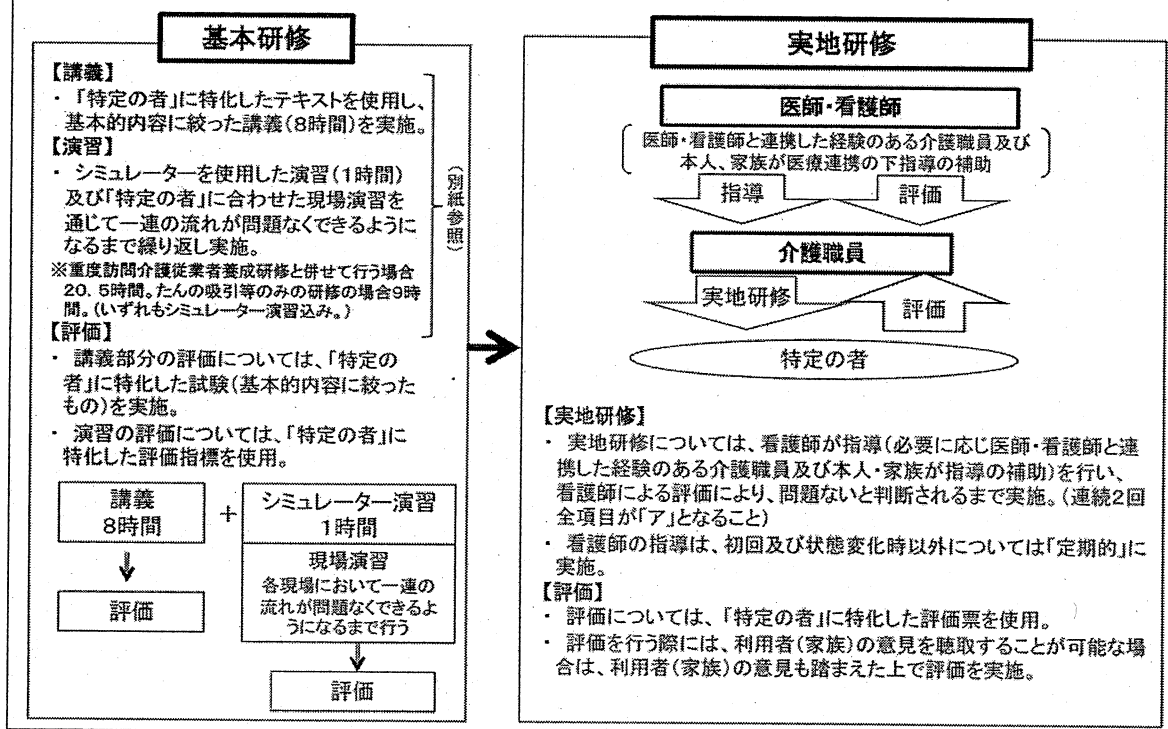 基本研修
【講義】
・ 「特定の者」に特化したテキストを使用し、
基本的内容に絞った講義(8時間)を実施。
【演習】
・ シミュレーターを使用した演習(1時間)
及び「特定の者」に合わせた現場演習を
通じて一連の流れが問題なくできるように
なるまで繰り返し実施。
※重度訪問介護従業者養成研修と併せて行う場合
20.5時間。たんの吸引等のみの研修の場合9時
間。(いずれもシミュレーター演習込み。)
(別紙参照)
【評価】
・ 講義部分の評価については、「特定の
者」に特化した試験(基本的内容に絞った
もの)を実施。
・ 演習の評価については、「特定の者」に
特化した評価指標を使用。
講義
8時間
↓
評価
+
シミュレーター演習
1時間
現場演習
各現場において一連の
流れが問題なくできるよ
うになるまで行う
↓
評価
実地研修
医師・看護師
医師・看護師と連携した経験のある介護職員及び
本人、家族が医療連携の下指導の補助
指導
評価
介護職員
実地研修
評価
特定の者
【実地研修】
・ 実地研修については、看護師が指導(必要に応じ医師・看護師と連
携した経験のある介護職員及び本人・家族が指導の補助)を行い、
看護師による評価により、問題ないと判断されるまで実施。(連続2回
全項目が「ア」となること)
・ 看護師の指導は、初回及び状態変化時以外については「定期的」に
実施。
【評価】
・ 評価については、「特定の者」に特化した評価票を使用。
・ 評価を行う際には、利用者(家族)の意見を聴取することが可能な場
合は、利用者(家族)の意見も踏まえた上で評価を実施。